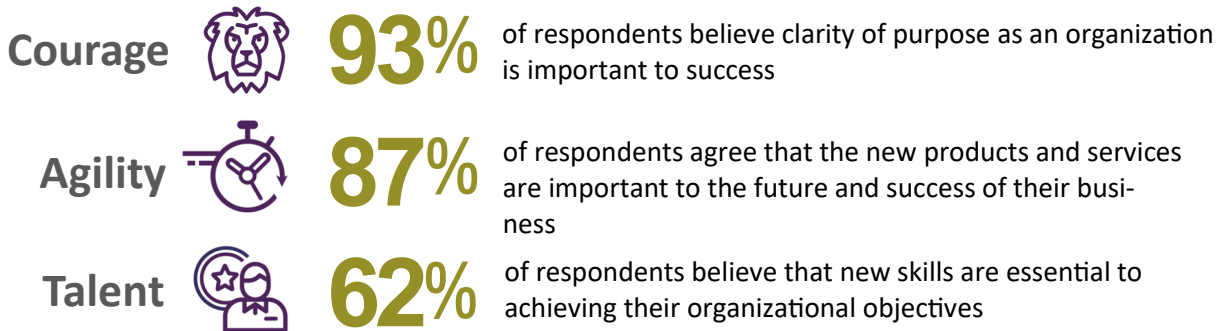 Courage
93%
of respondents believe clarity of purpose as an organization
is important to success
Agility
87%
of respondents agree that the new products and services
are important to the future and success of their busi-
ness
Talent
62%
of respondents believe that new skills are essential to
achieving their organizational objectives